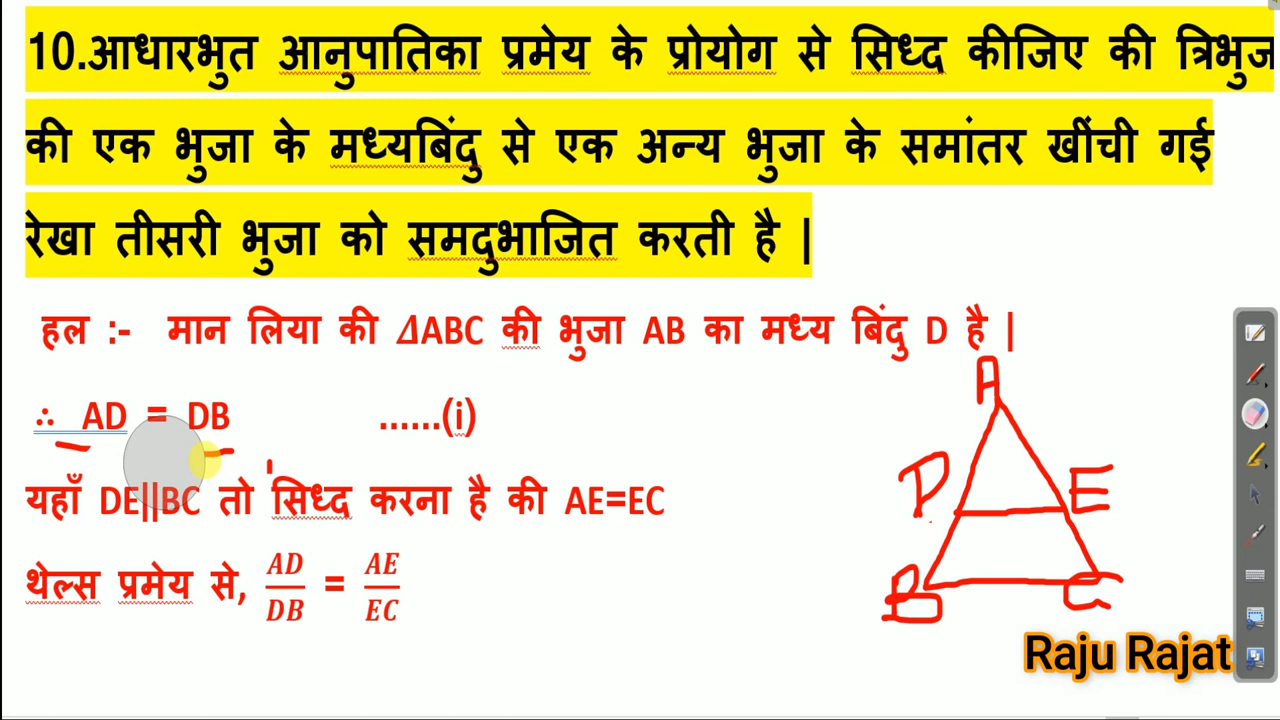 10.आधारभुत आनुपातिका प्रमेय के प्रोयोग से सिध्द कीजिए की त्रिभुज
की एक भुजा के मध्यबिंदु से एक अन्य भुजा के समांतर खींची गई
रेखा तीसरी भुजा को समदुभाजित करती है |
हल :- मान लिया की ΔABC की भुजा AB का मध्य बिंदु D है |
∴ AD = DB ......(i)
यहाँ DE||BC तो सिध्द करना है की AE=EC
थेल्स प्रमेय से, AD/DB = AE/EC
A
D E
B C
Raju Rajat